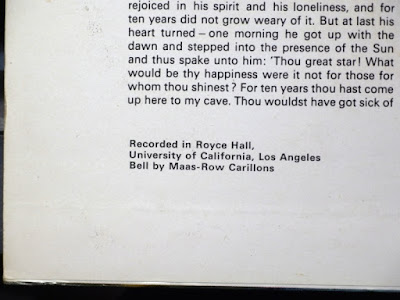 rejoiced in his spirit and his loneliness, and for
ten years did not grow weary of it. But at last his
heart turned – one morning he got up with the
dawn and stepped into the presence of the Sun
and thus spake unto him: 'Thou great star! What
would be thy happiness were it not for those for
whom thou shinest? For ten years thou hast come
up here to my cave. Thou wouldst have got sick of
Recorded in Royce Hall,
University of California, Los Angeles
Bell by Maas-Row Carillons